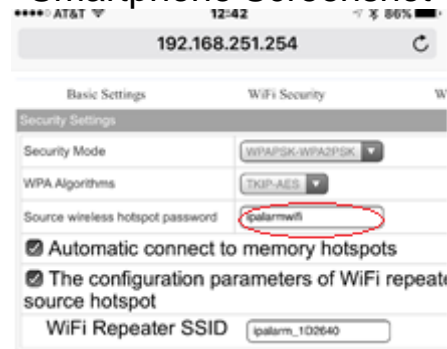 Smartphone Screenshot
AT&T 12:42 86%
192.168.251.254
Basic Settings WiFi Security W
Security Settings
Security Mode WPAPSK-WPA2PSK
WPA Algorithms TKIP-AES
Source wireless hotspot password ipalarmwifi
Automatic connect to memory hotspots
The configuration parameters of WiFi repeate
source hotspot
WiFi Repeater SSID ipalarm_1D2640